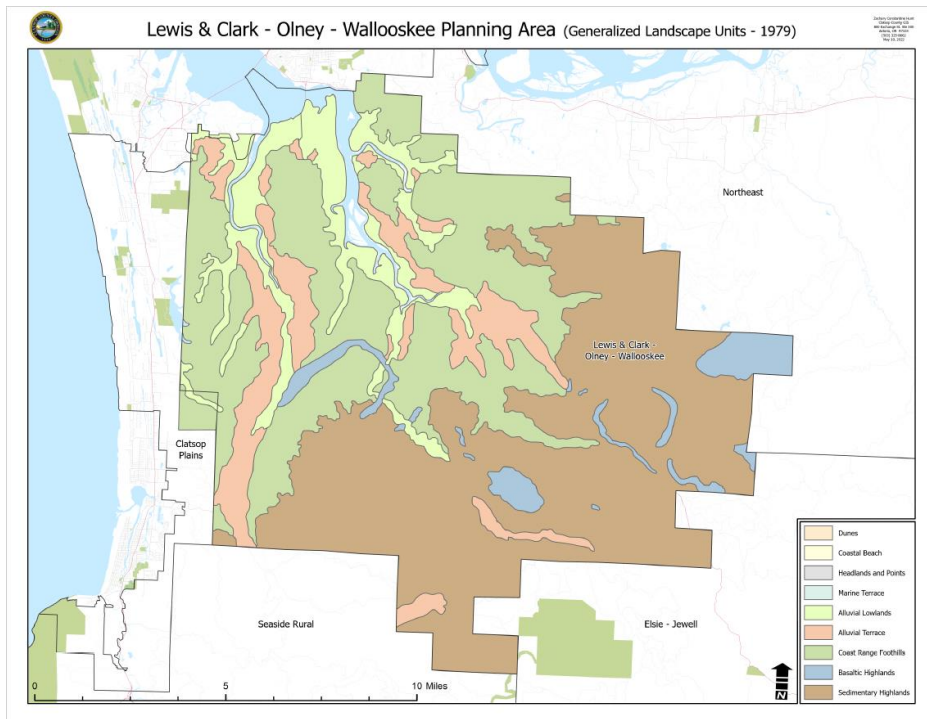 Lewis & Clark - Olney - Wallooskee Planning Area (Generalized Landscape Units - 1979)
Northeast
Lewis & Clark -
Olney - Wallooskee
Clatsop
Plains
Seaside Rural
Elsie - Jewell
Dunes
Coastal Beach
Headlands and Points
Marine Terrace
Alluvial Lowlands
Alluvial Terrace
Coast Range Foothills
Basaltic Highlands
Sedimentary Highlands
0 5 10 Miles
N